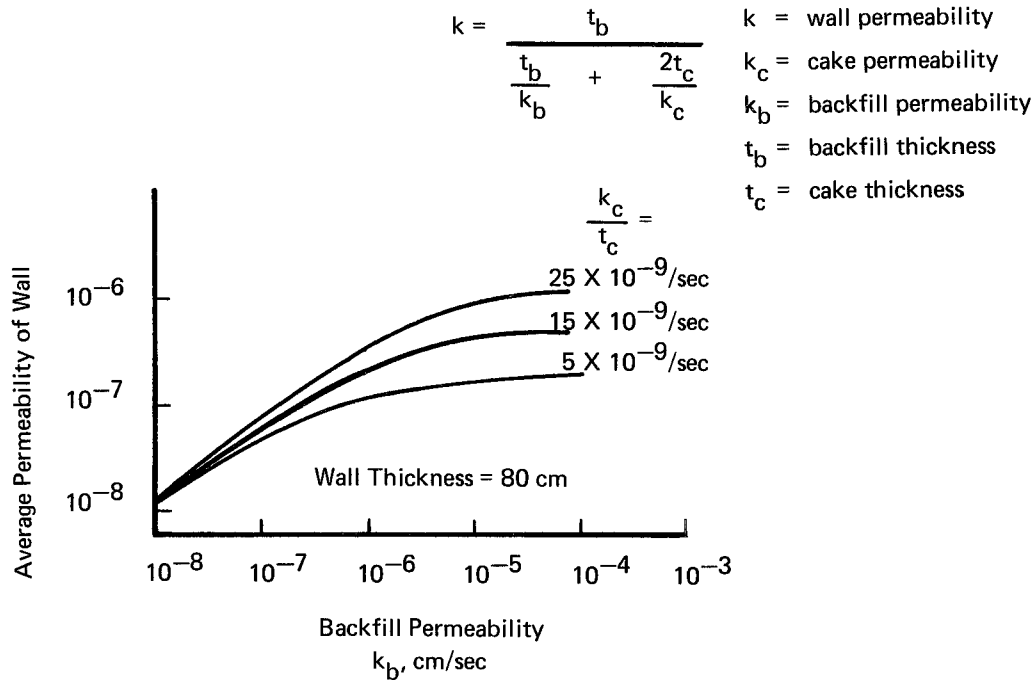 k = t_b / (t_b/k_b + 2t_c/k_c)
k = wall permeability
k_c = cake permeability
k_b = backfill permeability
t_b = backfill thickness
t_c = cake thickness
k_c/t_c =
25 X 10^−9/sec
15 X 10^−9/sec
5 X 10^−9/sec
Average Permeability of Wall
10^−6
10^−7
10^−8
Wall Thickness = 80 cm
10^−8 10^−7 10^−6 10^−5 10^−4 10^−3
Backfill Permeability
k_b, cm/sec